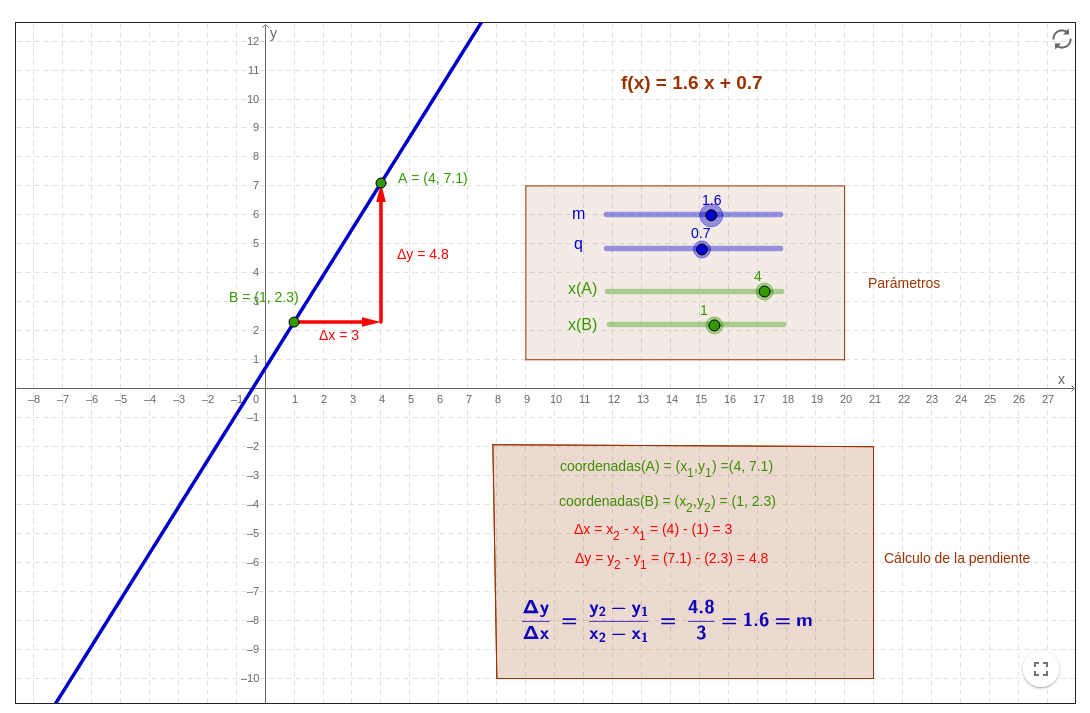 y
12
11
10
9
8
7
6
5
4
3
2
1
0
–1
–2
–3
–4
–5
–6
–7
–8
–9
–10
–8 –7 –6 –5 –4 –3 –2 –1 1 2 3 4 5 6 7 8 9 10 11 12 13 14 15 16 17 18 19 20 21 22 23 24 25 26 27
x
f(x) = 1.6 x + 0.7
A = (4, 7.1)
Δy = 4.8
B = (1, 2.3)
Δx = 3
1.6
m
0.7
q
4
x(A)
1
x(B)
Parámetros
coordenadas(A) = (x₁,y₁) =(4, 7.1)
coordenadas(B) = (x₂,y₂) = (1, 2.3)
Δx = x₂ - x₁ = (4) - (1) = 3
Δy = y₂ - y₁ = (7.1) - (2.3) = 4.8
Δy/Δx = (y₂ − y₁)/(x₂ − x₁) = 4.8/3 = 1.6 = m
Cálculo de la pendiente